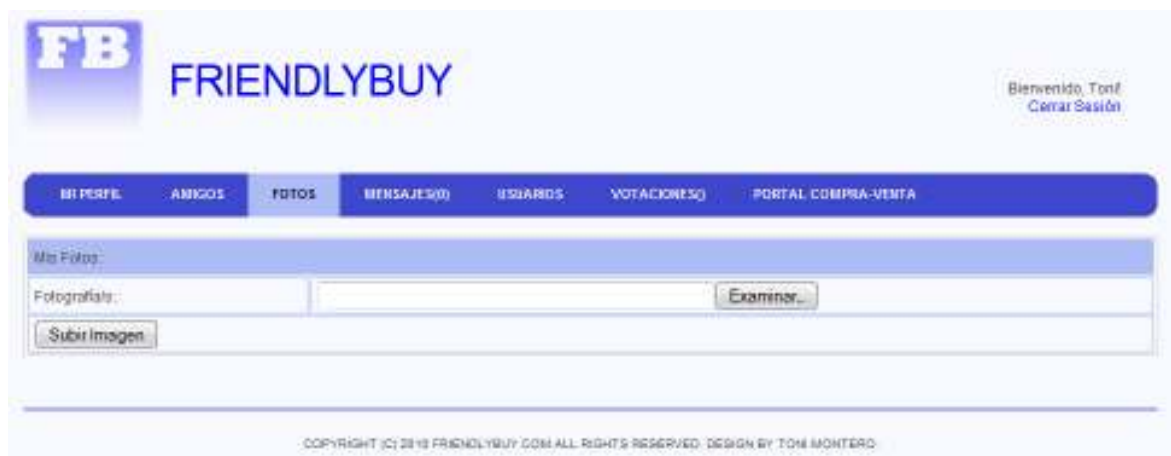 FB
FRIENDLYBUY
Bienvenido, Toni!
Cerrar Sesión
MI PERFIL AMIGOS FOTOS MENSAJES(0) USUARIOS VOTACIONES() PORTAL COMPRA-VENTA
Mis Fotos:
Fotografía/s: Examinar...
Subir Imagen
COPYRIGHT (C) 2010 FRIENDLYBUY.COM ALL RIGHTS RESERVED. DESIGN BY TONI MONTERO